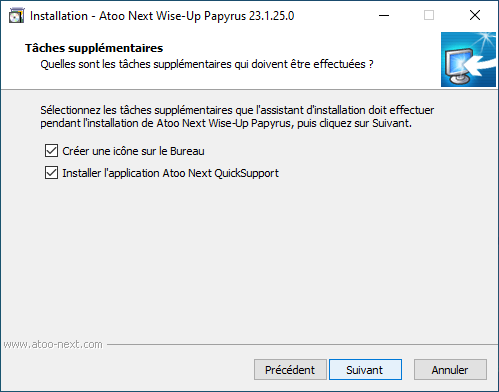 Installation - Atoo Next Wise-Up Papyrus 23.1.25.0
Tâches supplémentaires
Quelles sont les tâches supplémentaires qui doivent être effectuées ?
Sélectionnez les tâches supplémentaires que l'assistant d'installation doit effectuer
pendant l'installation de Atoo Next Wise-Up Papyrus, puis cliquez sur Suivant.
Créer une icône sur le Bureau
Installer l'application Atoo Next QuickSupport
www.atoo-next.com
Précédent
Suivant
Annuler